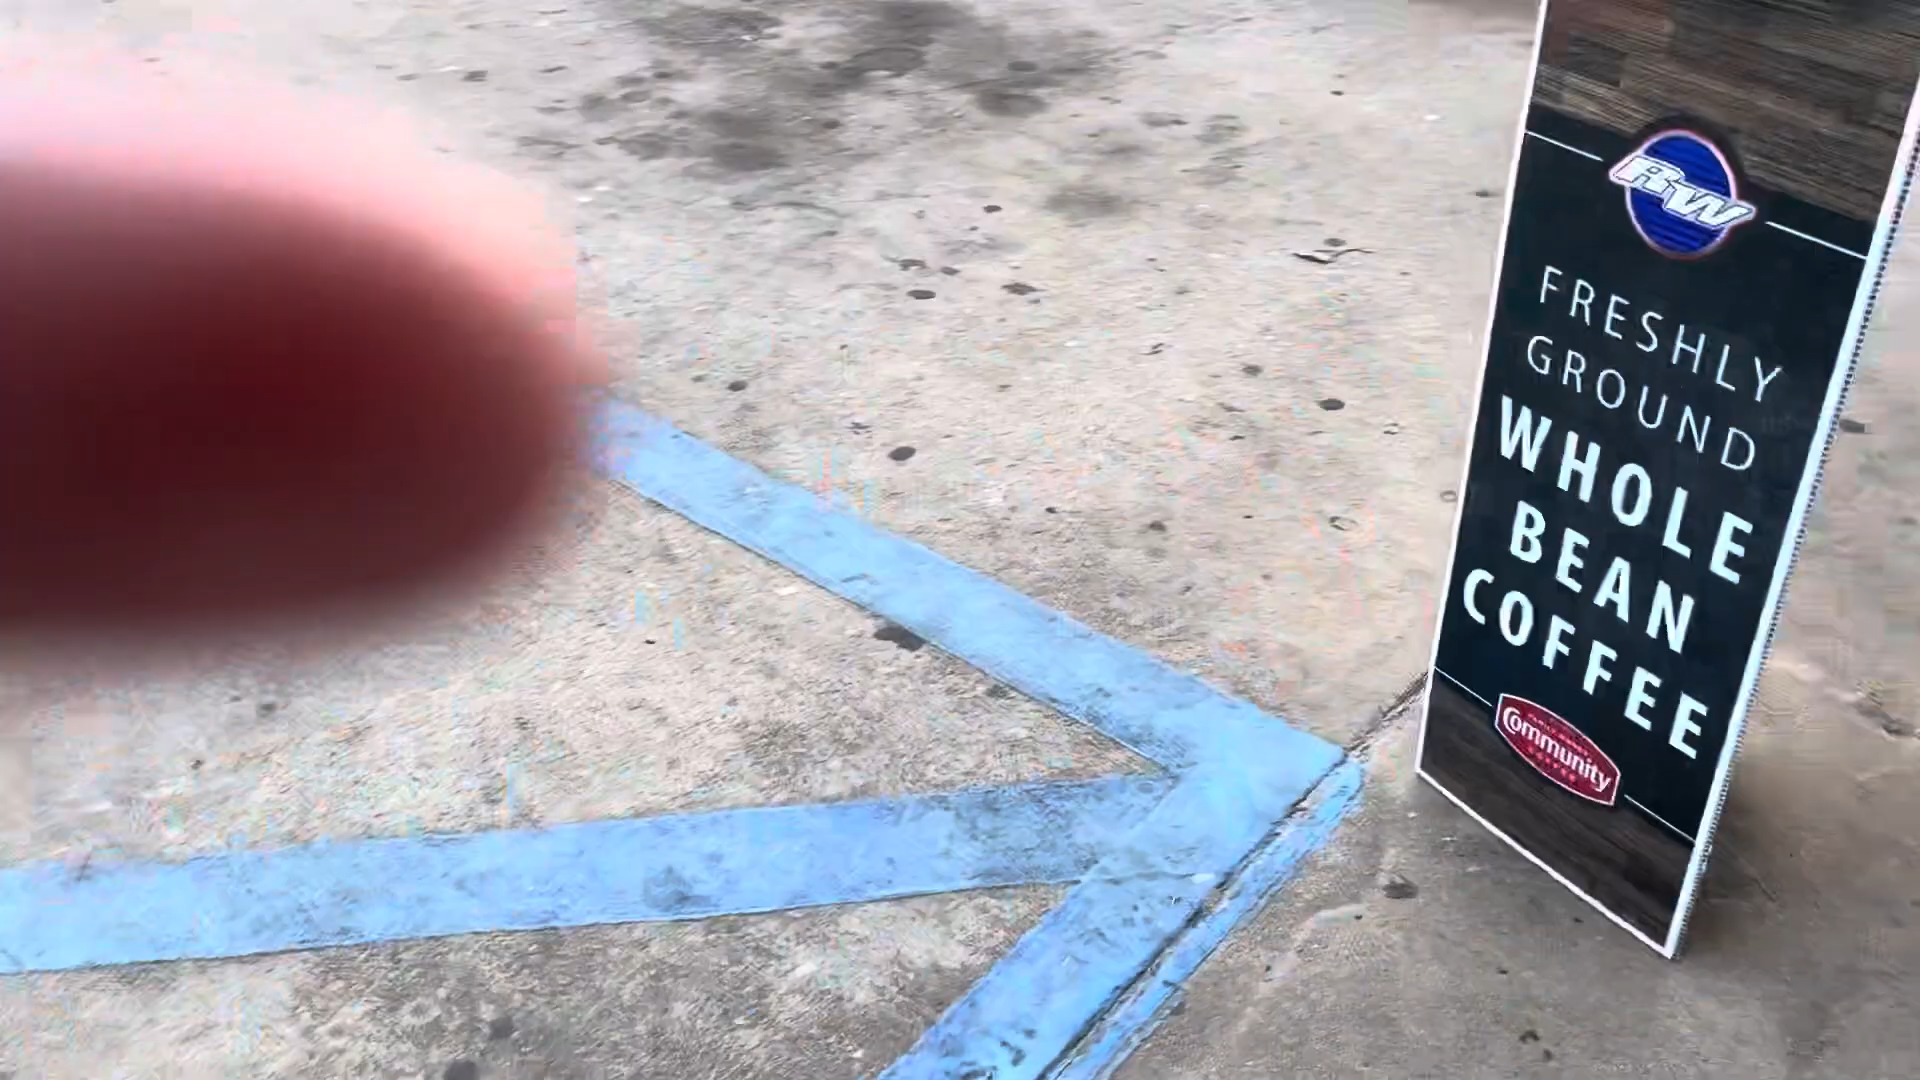 RW
FRESHLY
GROUND
WHOLE
BEAN
COFFEE
Community